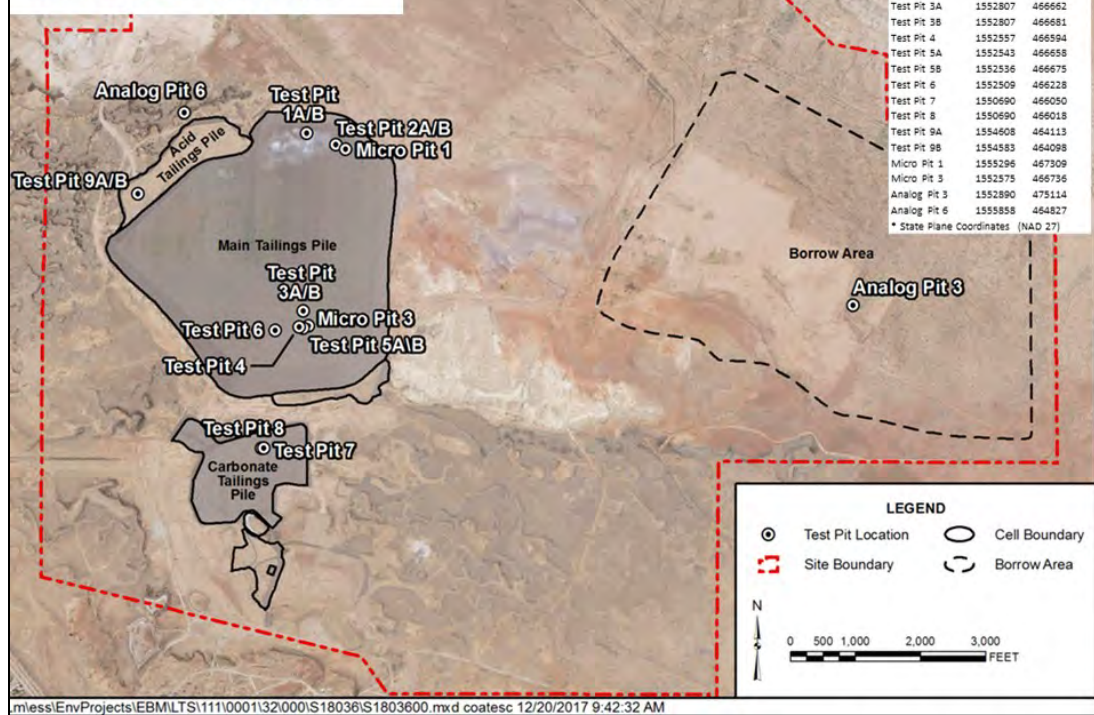 Test Pit 3A 1552807 466662
Test Pit 3B 1552807 466681
Test Pit 4 1552557 466594
Test Pit 5A 1552543 466658
Test Pit 5B 1552536 466675
Test Pit 6 1552509 466228
Test Pit 7 1550690 466050
Test Pit 8 1550690 466018
Test Pit 9A 1554608 464113
Test Pit 9B 1554583 464098
Micro Pit 1 1555296 467309
Micro Pit 3 1552575 466736
Analog Pit 3 1552890 475114
Analog Pit 6 1555858 464827
* State Plane Coordinates (NAD 27)
Analog Pit 6
Test Pit
1A/B
Test Pit 2A/B
Micro Pit 1
Acid
Tailings Pile
Test Pit 9A/B
Main Tailings Pile
Test Pit
3A/B
Micro Pit 3
Test Pit 6
Test Pit 5A\B
Test Pit 4
Borrow Area
Analog Pit 3
Test Pit 8
Test Pit 7
Carbonate
Tailings
Pile
LEGEND
Test Pit Location
Cell Boundary
Site Boundary
Borrow Area
N
0 500 1,000 2,000 3,000
FEET
.m\ess\EnvProjects\EBM\LTS\111\0001\32\000\S18036\S1803600.mxd coatesc 12/20/2017 9:42:32 AM